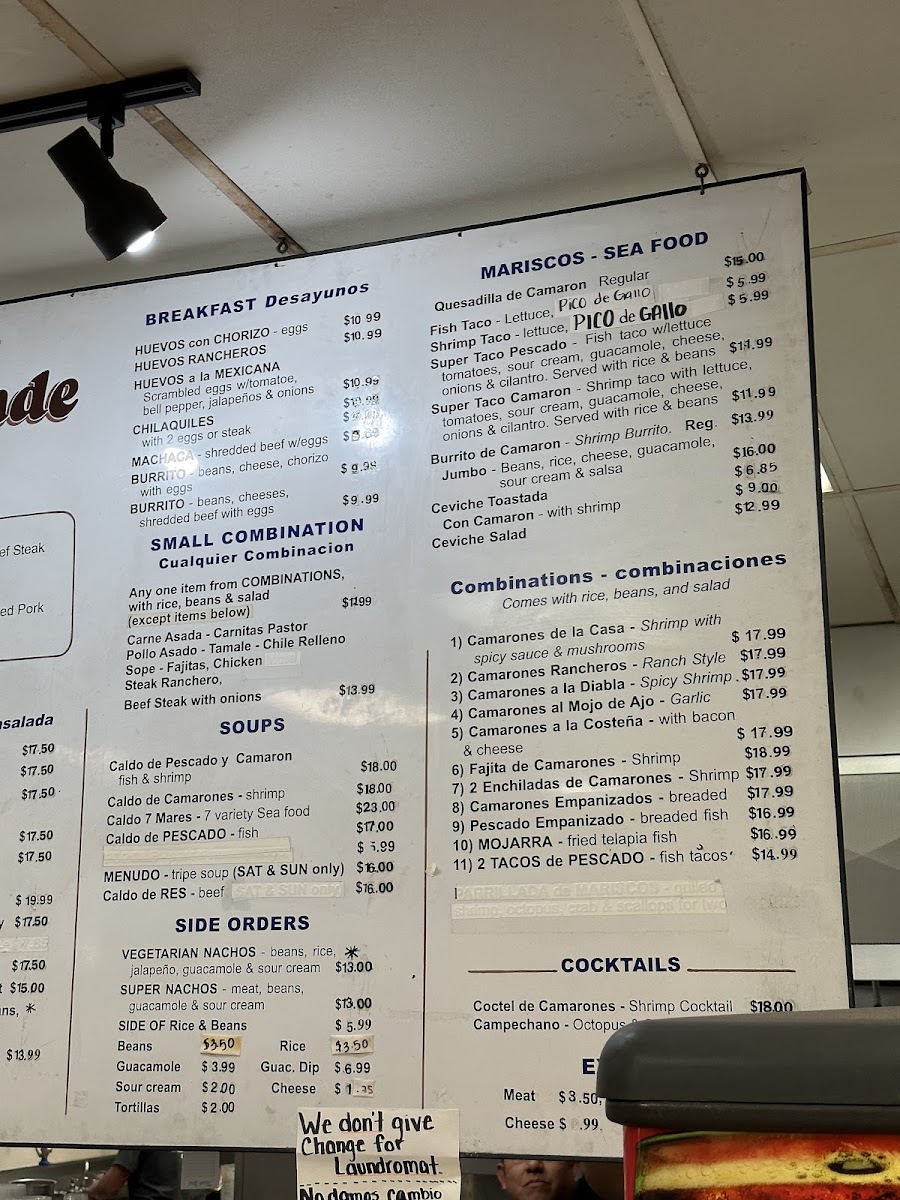 nde
ef Steak
ed Pork
nsalada
$17.50
$17.50
$17.50
$17.50
$17.50
$19.99
y $17.50
$17.50
t $15.00
ns, *
$13.99
BREAKFAST Desayunos
HUEVOS con CHORIZO - eggs $10 99
HUEVOS RANCHEROS $10.99
HUEVOS a la MEXICANA
Scrambled eggs w/tomatoe,
bell pepper, jalapeños & onions $10.99
CHILAQUILES
with 2 eggs or steak
MACHACA - shredded beef w/eggs
BURRITO - beans, cheese, chorizo
with eggs $9.99
BURRITO - beans, cheeses,
shredded beef with eggs $9.99
SMALL COMBINATION
Cualquier Combinacion
Any one item from COMBINATIONS,
with rice, beans & salad $11.99
(except items below)
Carne Asada - Carnitas Pastor
Pollo Asado - Tamale - Chile Relleno
Sope - Fajitas, Chicken
Steak Ranchero,
Beef Steak with onions $13.99
SOUPS
Caldo de Pescado y Camaron
fish & shrimp $18.00
Caldo de Camarones - shrimp $18.00
Caldo 7 Mares - 7 variety Sea food $23.00
Caldo de PESCADO - fish $17.00
MENUDO - tripe soup (SAT & SUN only) $16.00
Caldo de RES - beef SAT & SUN only $16.00
SIDE ORDERS
VEGETARIAN NACHOS - beans, rice, *
jalapeño, guacamole & sour cream $13.00
SUPER NACHOS - meat, beans,
guacamole & sour cream $13.00
SIDE OF Rice & Beans $5.99
Beans $3.50 Rice $3.50
Guacamole $3.99 Guac. Dip $6.99
Sour cream $2.00 Cheese
Tortillas $2.00
MARISCOS - SEA FOOD
Quesadilla de Camaron Regular $15.00
Fish Taco - Lettuce, Pico de Gallo $5.99
Shrimp Taco - lettuce, PICO de GAllo $5.99
Super Taco Pescado - Fish taco w/lettuce
tomatoes, sour cream, guacamole, cheese,
onions & cilantro. Served with rice & beans $11.99
Super Taco Camaron - Shrimp taco with lettuce,
tomatoes, sour cream, guacamole, cheese,
onions & cilantro. Served with rice & beans $11.99
Burrito de Camaron - Shrimp Burrito. Reg. $13.99
Jumbo - Beans, rice, cheese, guacamole,
sour cream & salsa $16.00
Ceviche Toastada $6.85
Con Camaron - with shrimp $9.00
Ceviche Salad $12.99
Combinations - combinaciones
Comes with rice, beans, and salad
1) Camarones de la Casa - Shrimp with
spicy sauce & mushrooms $17.99
2) Camarones Rancheros - Ranch Style $17.99
3) Camarones a la Diabla - Spicy Shrimp. $17.99
4) Camarones al Mojo de Ajo - Garlic $17.99
5) Camarones a la Costeña - with bacon
& cheese $17.99
6) Fajita de Camarones - Shrimp $18.99
7) 2 Enchiladas de Camarones - Shrimp $17.99
8) Camarones Empanizados - breaded $17.99
9) Pescado Empanizado - breaded fish $16.99
10) MOJARRA - fried telapia fish $16.99
11) 2 TACOS de PESCADO - fish tacos $14.99
PARRILLADA de MARISCOS - grilled
shrimp, octopus, crab & scallops for two
COCKTAILS
Coctel de Camarones - Shrimp Cocktail $18.00
Campechano - Octopus
E
Meat $3.50,
Cheese $ .99
We don't give
Change for
Laundromat.
No damos cambio